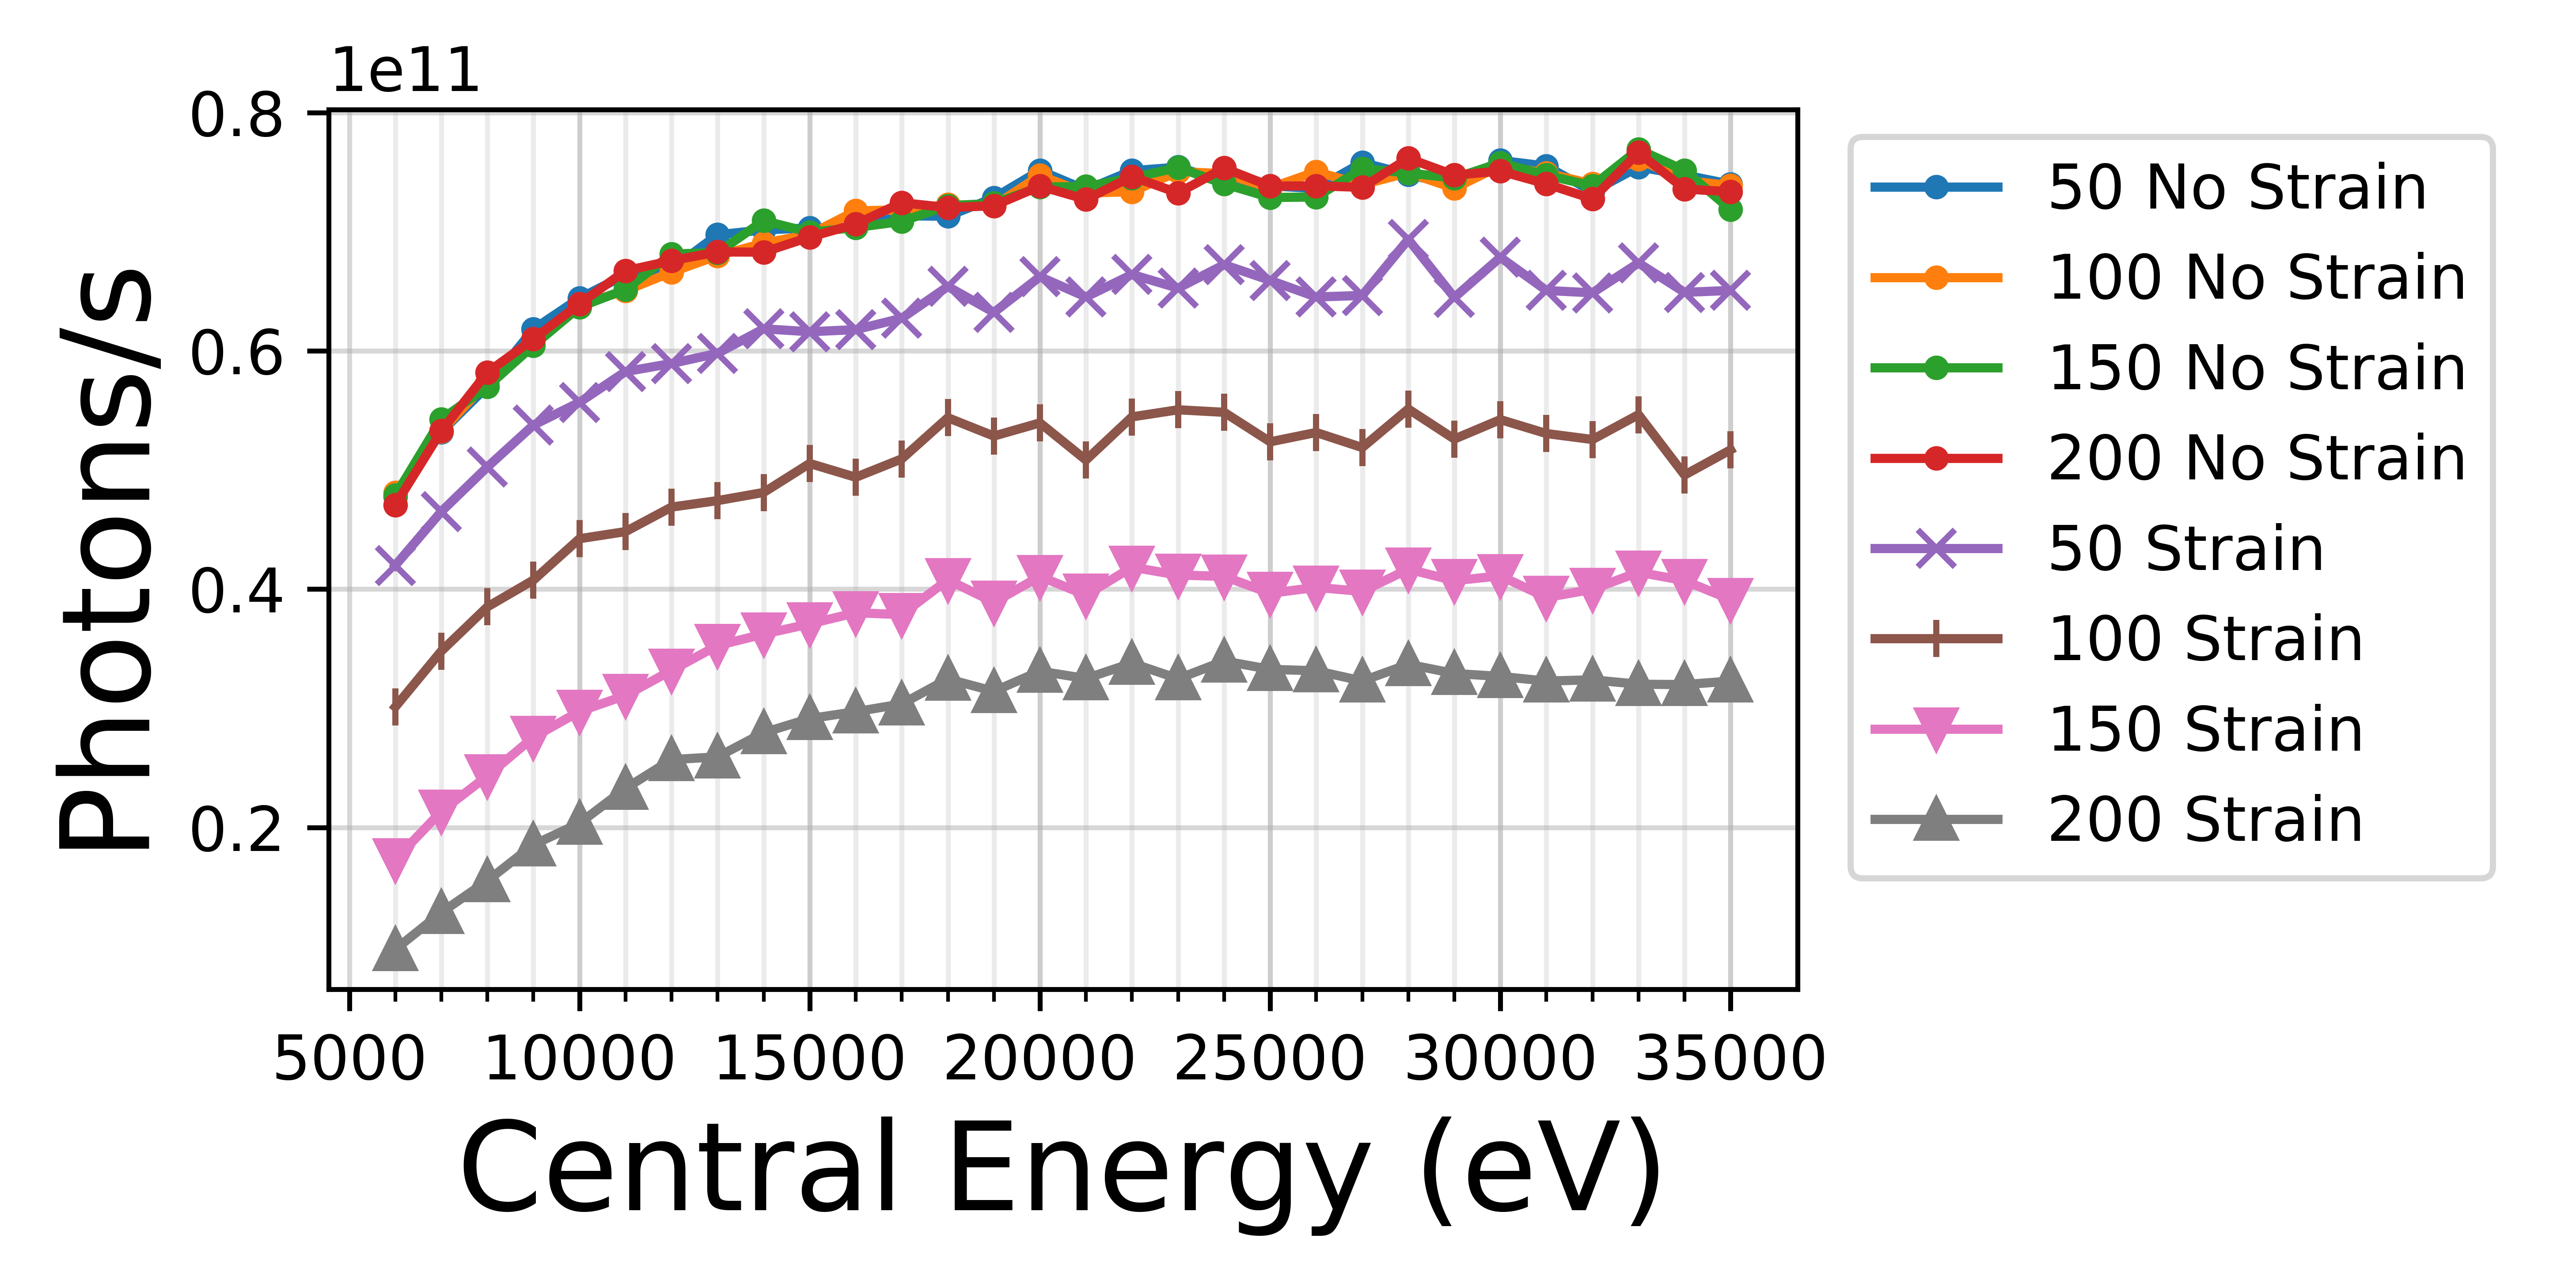 1e11
0.8
0.6
0.4
0.2
Photons/s
5000 10000 15000 20000 25000 30000 35000
Central Energy (eV)
50 No Strain
100 No Strain
150 No Strain
200 No Strain
50 Strain
100 Strain
150 Strain
200 Strain